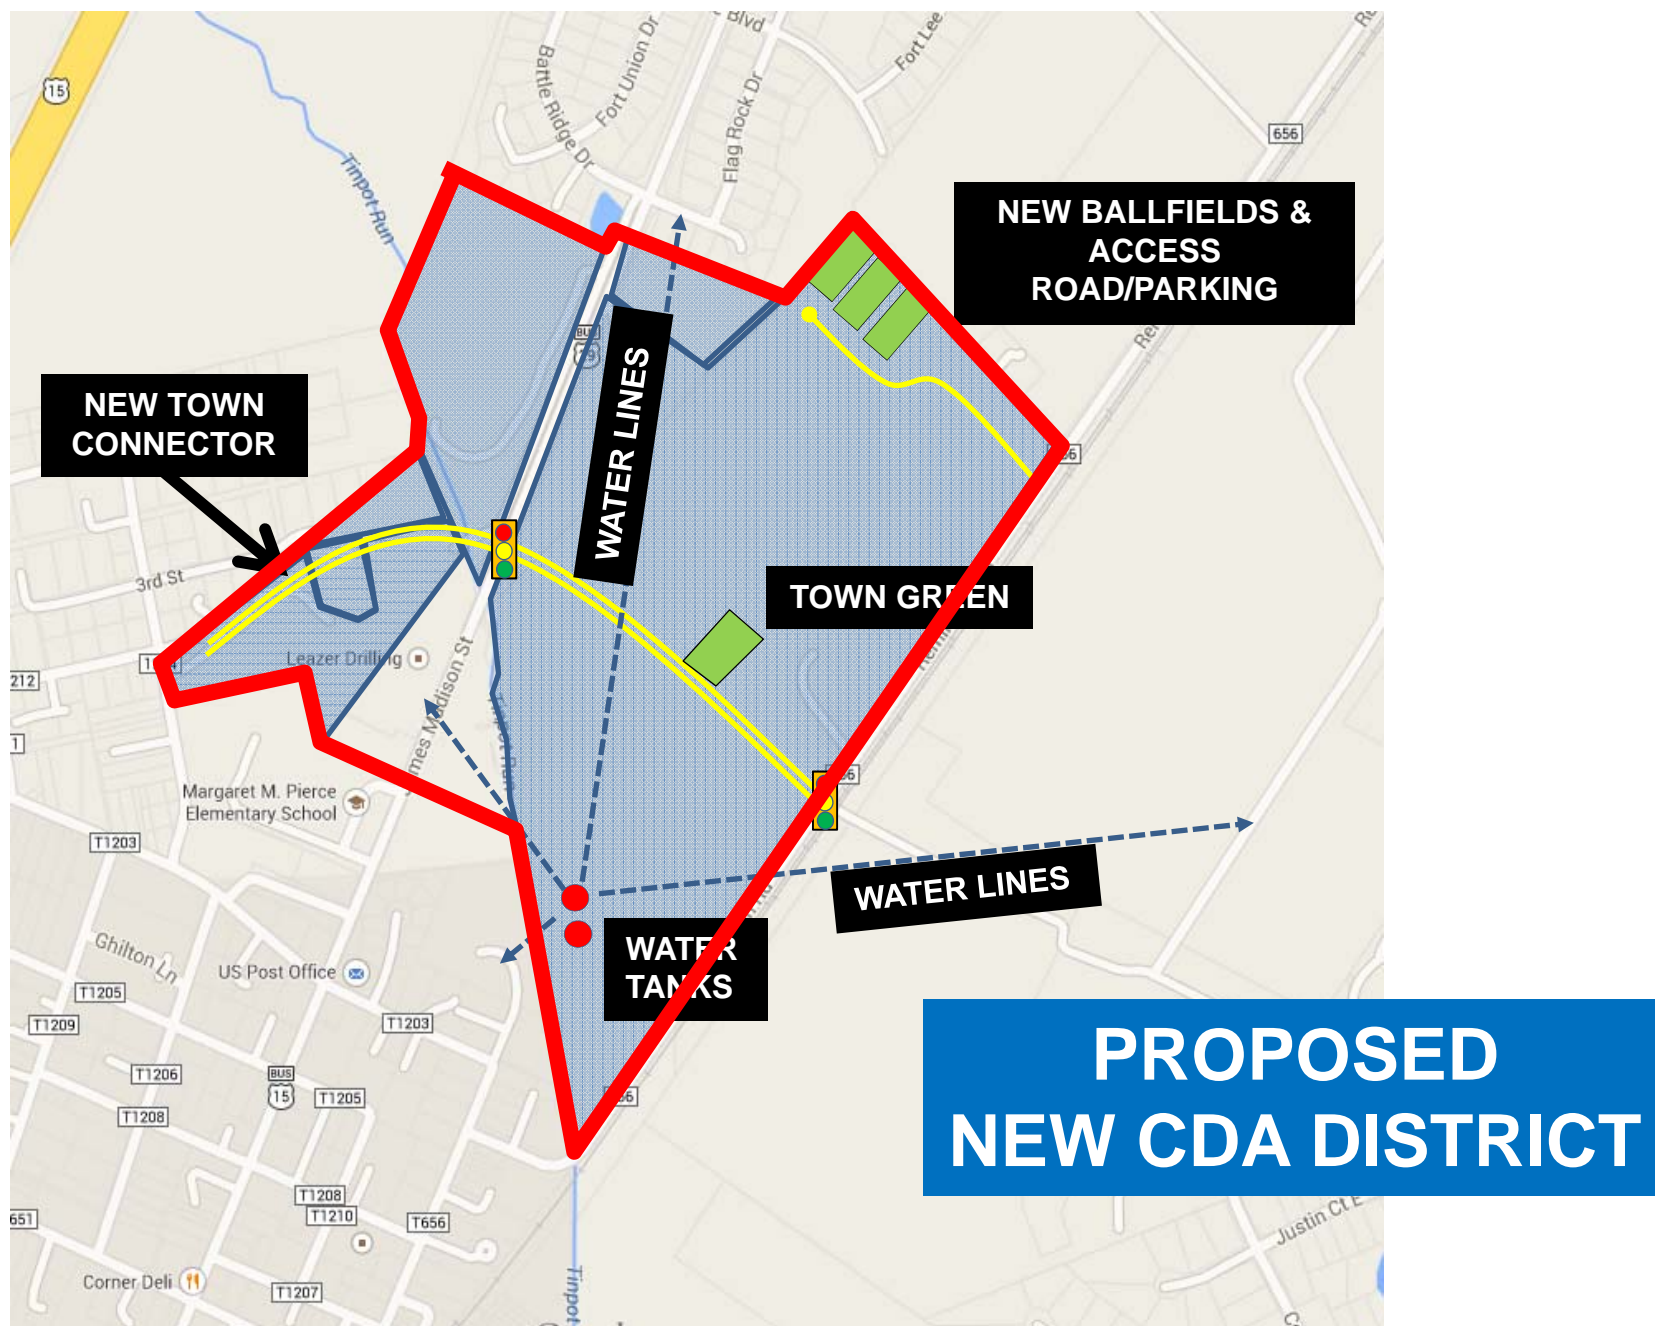 Blvd
Fort Lee
Fort Union Dr
Battle Ridge Dr
Flag Rock Dr
15
656
Tinpot Run
NEW BALLFIELDS &
ACCESS
ROAD/PARKING
BUS
WATER LINES
NEW TOWN
CONNECTOR
3rd St
TOWN GREEN
Leazer Drilling
212
Tinpot Run
Margaret M. Pierce
Elementary School
T1203
WATER LINES
WATER
TANKS
Ghilton Ln
US Post Office
T1205
T1209
T1203
PROPOSED
NEW CDA DISTRICT
T1206
BUS
15
T1205
T1208
T1208
T1210
T656
651
Justin Ct E
Corner Deli
T1207
Tinpot